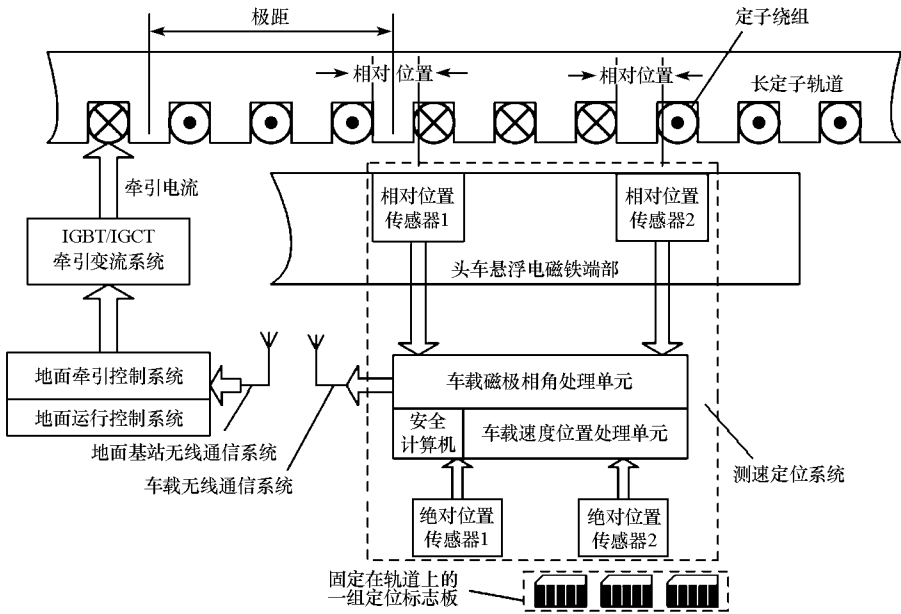 极距
定子绕组
相对 位置
相对位置
长定子轨道
牵引电流
IGBT/IGCT
牵引变流系统
相对位置
传感器1
相对位置
传感器2
头车悬浮电磁铁端部
地面牵引控制系统
地面运行控制系统
车载磁极相角处理单元
安全
计算机
车载速度位置处理单元
地面基站无线通信系统
车载无线通信系统
测速定位系统
绝对位置
传感器1
绝对位置
传感器2
固定在轨道上的
一组定位标志板